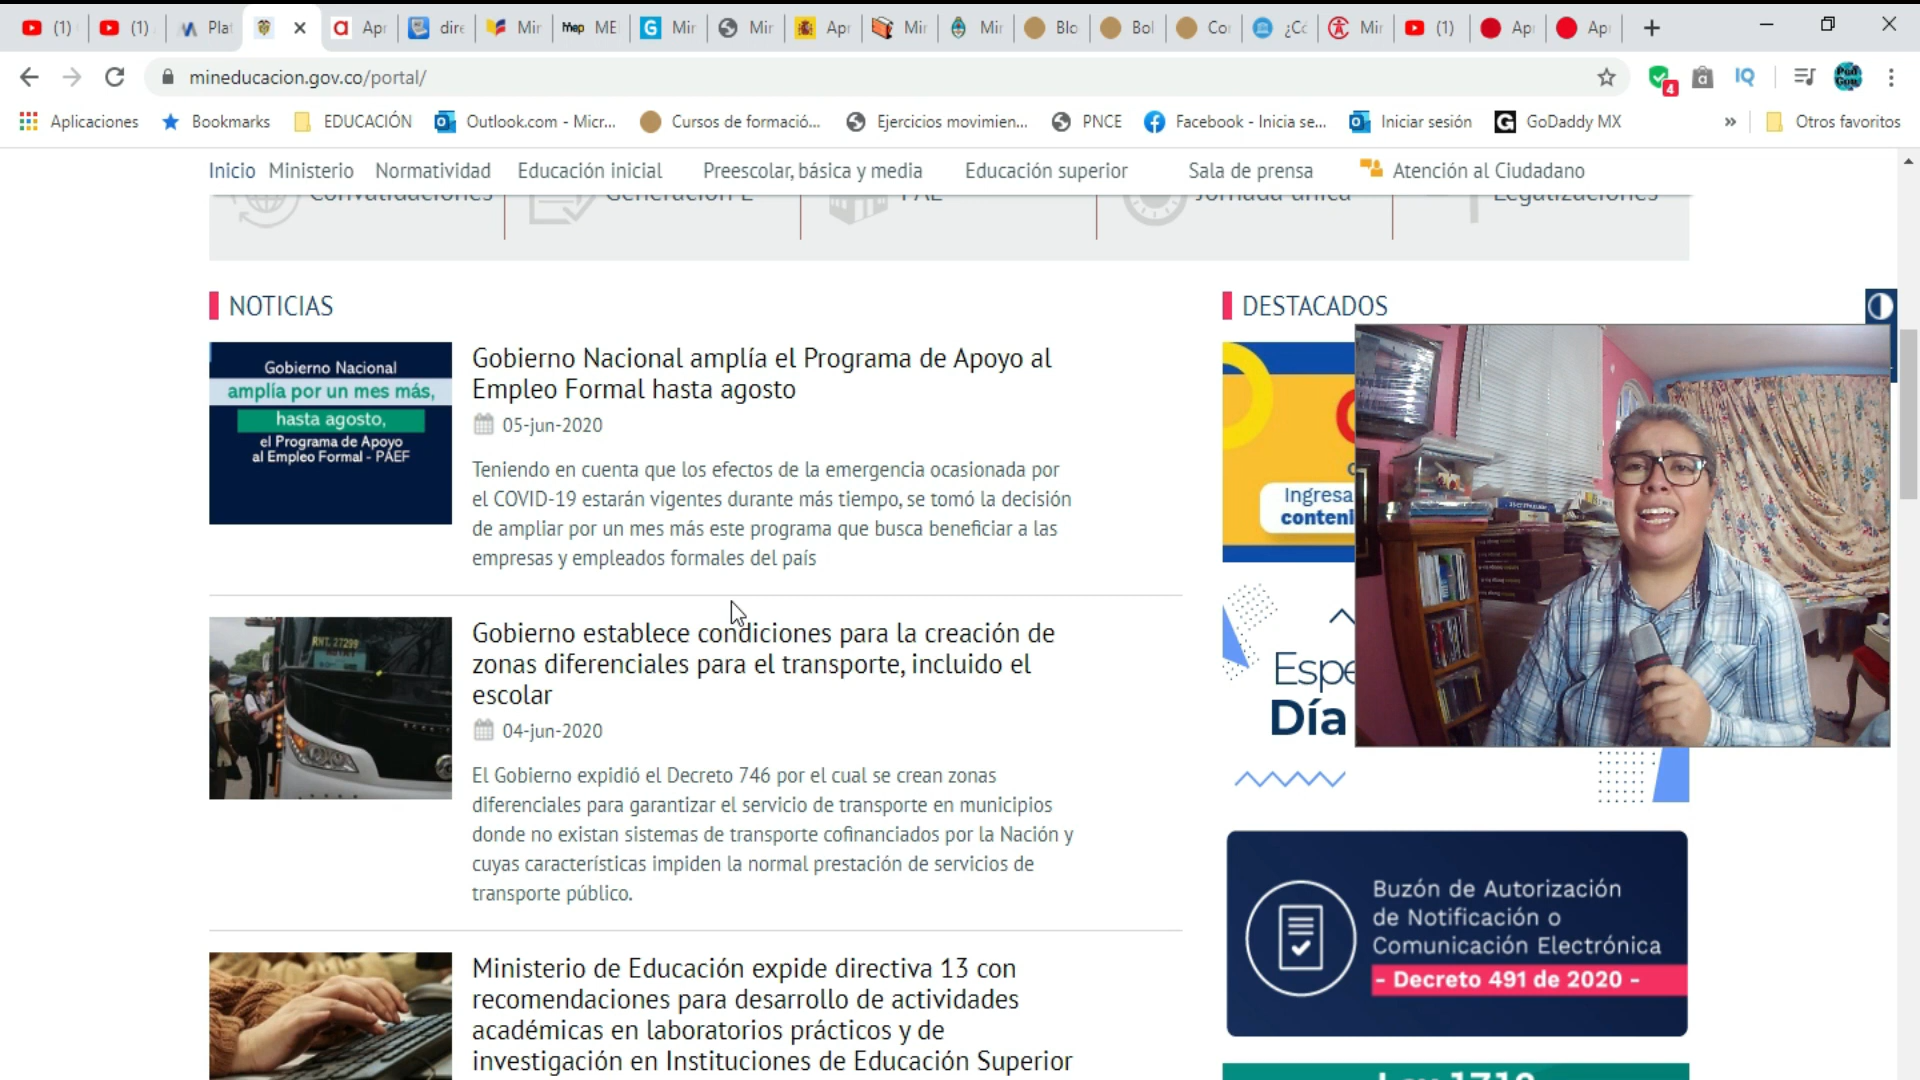 (1)
(1)
Plat
Apr
dire
Mir
mep ME
Mir
Mir
Apr
Mir
Mir
Blo
Bol
Cor
¿Có
Mir
(1)
Ap
Ap
mineducacion.gov.co/portal/
4
IQ
Aplicaciones
Bookmarks
EDUCACIÓN
Outlook.com - Micr...
Cursos de formació...
Ejercicios movimien...
PNCE
Facebook - Inicia se...
Iniciar sesión
GoDaddy MX
»
Otros favoritos
Inicio
Ministerio
Normatividad
Educación inicial
Preescolar, básica y media
Educación superior
Sala de prensa
Atención al Ciudadano
Convalidaciones
Generación E
PAE
Jornada única
Legalizaciones
NOTICIAS
Gobierno Nacional
amplía por un mes más,
hasta agosto,
el Programa de Apoyo
al Empleo Formal - PAEF
Gobierno Nacional amplía el Programa de Apoyo al
Empleo Formal hasta agosto
05-jun-2020
Teniendo en cuenta que los efectos de la emergencia ocasionada por
el COVID-19 estarán vigentes durante más tiempo, se tomó la decisión
de ampliar por un mes más este programa que busca beneficiar a las
empresas y empleados formales del país
RNT. 27299
Gobierno establece condiciones para la creación de
zonas diferenciales para el transporte, incluido el
escolar
04-jun-2020
El Gobierno expidió el Decreto 746 por el cual se crean zonas
diferenciales para garantizar el servicio de transporte en municipios
donde no existan sistemas de transporte cofinanciados por la Nación y
cuyas características impiden la normal prestación de servicios de
transporte público.
Ministerio de Educación expide directiva 13 con
recomendaciones para desarrollo de actividades
académicas en laboratorios prácticos y de
investigación en Instituciones de Educación Superior
DESTACADOS
Ingresa
conteni
Espe
Día
Buzón de Autorización
de Notificación o
Comunicación Electrónica
- Decreto 491 de 2020 -
Ley 1712